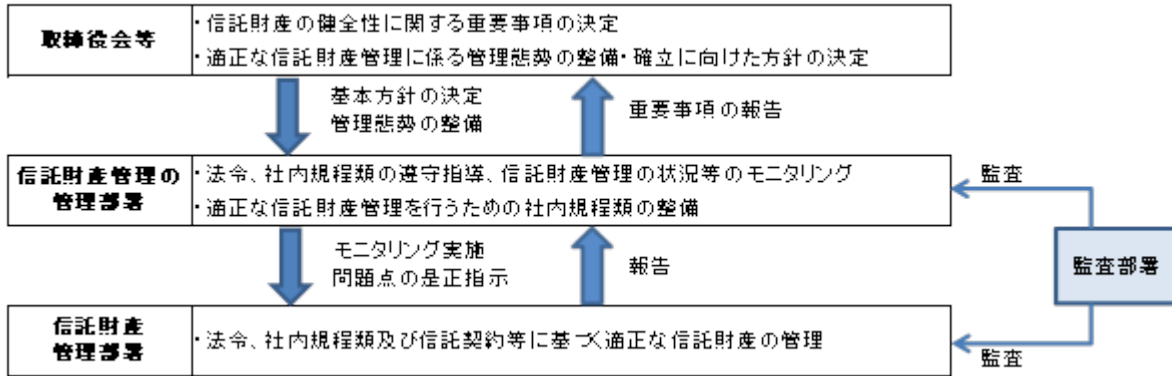 取締役会等
・信託財産の健全性に関する重要事項の決定
・適正な信託財産管理に係る管理態勢の整備・確立に向けた方針の決定
基本方針の決定
管理態勢の整備
重要事項の報告
信託財産管理の
管理部署
・法令、社内規程類の遵守指導、信託財産管理の状況等のモニタリング
・適正な信託財産管理を行うための社内規程類の整備
監査
モニタリング実施
問題点の是正指示
報告
監査部署
信託財産
管理部署
・法令、社内規程類及び信託契約等に基づく適正な信託財産の管理
監査